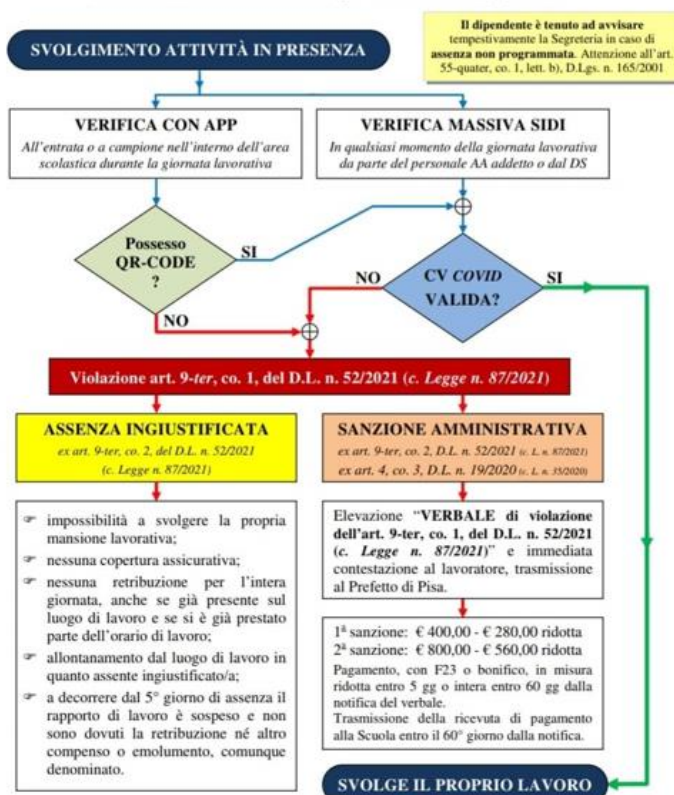 Il dipendente è tenuto ad avvisare
tempestivamente la Segreteria in caso di
assenza non programmata. Attenzione all'art.
55-quater, co. 1, lett. b), D.Lgs. n. 165/2001
SVOLGIMENTO ATTIVITÀ IN PRESENZA
VERIFICA CON APP
All'entrata o a campione nell'interno dell'area
scolastica durante la giornata lavorativa
VERIFICA MASSIVA SIDI
In qualsiasi momento della giornata lavorativa
da parte del personale AA addetto o dal DS
Possesso
QR-CODE
?
SI
NO
CV COVID
VALIDA?
NO
SI
Violazione art. 9-ter, co. 1, del D.L. n. 52/2021 (c. Legge n. 87/2021)
ASSENZA INGIUSTIFICATA
ex art. 9-ter, co. 2, del D.L. n. 52/2021
(c. Legge n. 87/2021)
SANZIONE AMMINISTRATIVA
ex art. 9-ter, co. 2, D.L. n. 52/2021 (c. L. n. 87/2021)
ex art. 4, co. 3, D.L. n. 19/2020 (c. L. n. 35/2020)
☞ impossibilità a svolgere la propria
mansione lavorativa;
☞ nessuna copertura assicurativa;
☞ nessuna retribuzione per l'intera
giornata, anche se già presente sul
luogo di lavoro e se si è già prestato
parte dell'orario di lavoro;
☞ allontanamento dal luogo di lavoro in
quanto assente ingiustificato/a;
☞ a decorrere dal 5° giorno di assenza il
rapporto di lavoro è sospeso e non
sono dovuti la retribuzione né altro
compenso o emolumento, comunque
denominato.
Elevazione “VERBALE di violazione
dell'art. 9-ter, co. 1, del D.L. n. 52/2021
(c. Legge n. 87/2021)” e immediata
contestazione al lavoratore, trasmissione
al Prefetto di Pisa.
1ª sanzione: € 400,00 - € 280,00 ridotta
2ª sanzione: € 800,00 - € 560,00 ridotta
Pagamento, con F23 o bonifico, in misura
ridotta entro 5 gg o intera entro 60 gg dalla
notifica del verbale.
Trasmissione della ricevuta di pagamento
alla Scuola entro il 60° giorno dalla notifica.
SVOLGE IL PROPRIO LAVORO